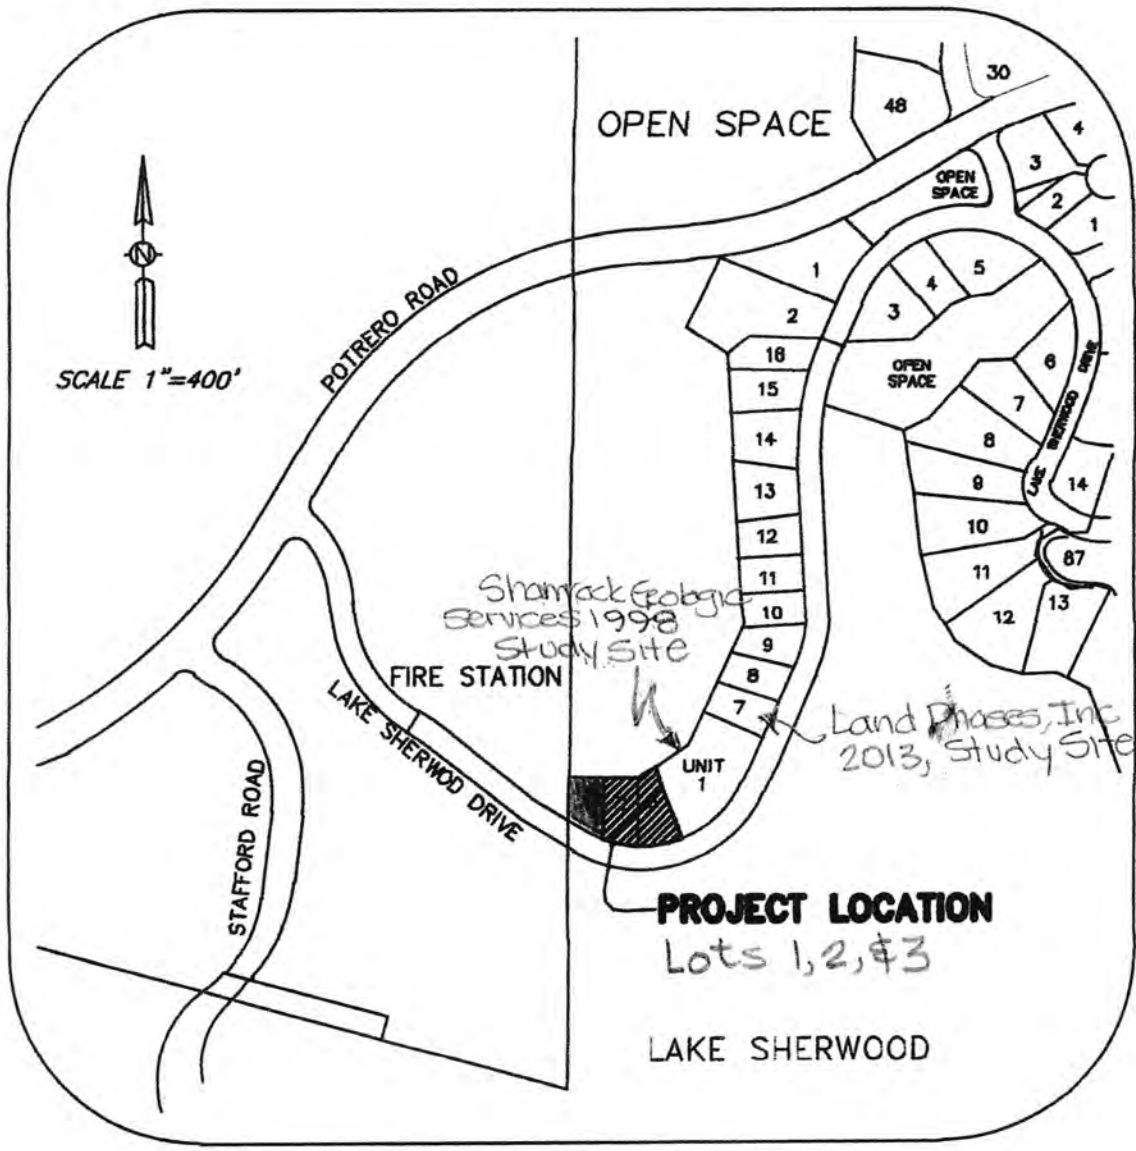 30
48
OPEN SPACE
4
3
OPEN
SPACE
2
1
N
SCALE 1"=400'
POTRERO ROAD
1
5
4
2
3
16
OPEN
SPACE
6
15
7
LAKE SHERWOOD DRIVE
14
8
9
14
13
10
12
87
11
11
13
12
10
9
8
7
Shamrock Geologic
Services 1998
Study Site
FIRE STATION
LAKE SHERWOD DRIVE
Land Phases, Inc
2013, Study Site
UNIT
1
STAFFORD ROAD
PROJECT LOCATION
Lots 1, 2, & 3
LAKE SHERWOOD